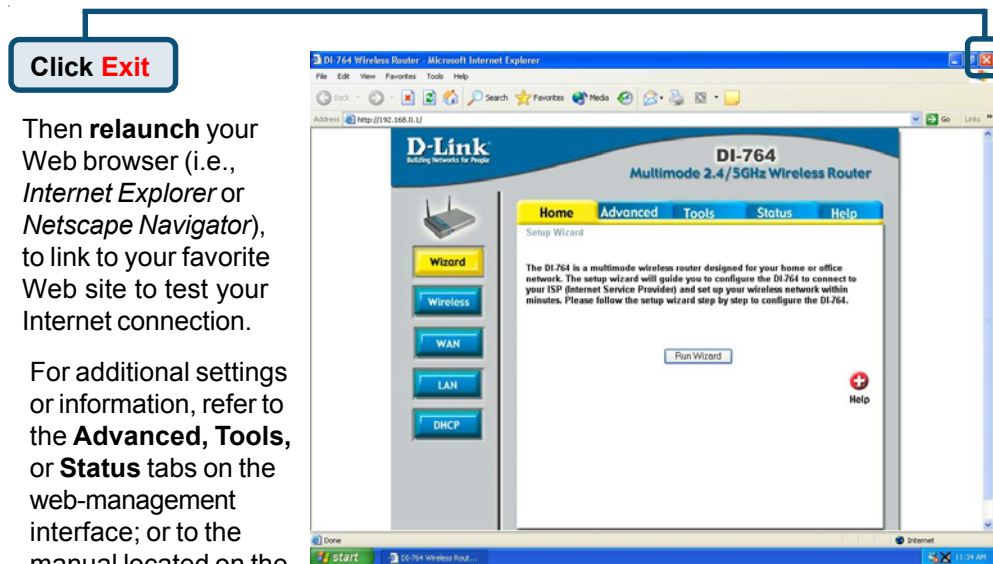 Click Exit
Then relaunch your
Web browser (i.e.,
Internet Explorer or
Netscape Navigator),
to link to your favorite
Web site to test your
Internet connection.
For additional settings
or information, refer to
the Advanced, Tools,
or Status tabs on the
web-management
interface; or to the
manual located on the
DI-764 Wireless Router - Microsoft Internet Explorer
File Edit View Favorites Tools Help
Back Search Favorites Media
Address http://192.168.0.1/ Go Links »
D-Link
Building Networks for People
DI-764
Multimode 2.4/5GHz Wireless Router
Home Advanced Tools Status Help
Setup Wizard
Wizard
Wireless
WAN
LAN
DHCP
The DI-764 is a multimode wireless router designed for your home or office
network. The setup wizard will guide you to configure the DI-764 to connect to
your ISP (Internet Service Provider) and set up your wireless network within
minutes. Please follow the setup wizard step by step to configure the DI-764.
Run Wizard
Help
Done Internet
start DI-764 Wireless Rout... 11:34 AM